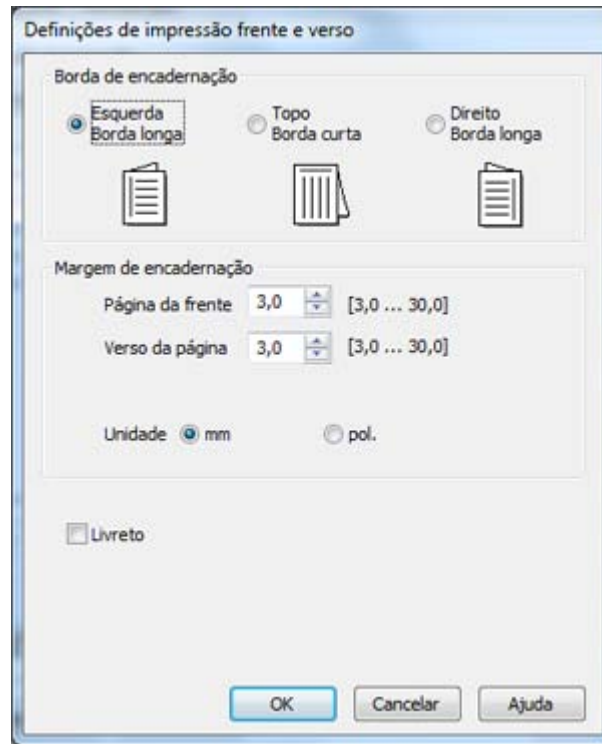 Definições de impressão frente e verso
Borda de encadernação
Esquerda Topo Direito
Borda longa Borda curta Borda longa
Margem de encadernação
Página da frente 3,0 [3,0 ... 30,0]
Verso da página 3,0 [3,0 ... 30,0]
Unidade mm pol.
Livreto
OK Cancelar Ajuda